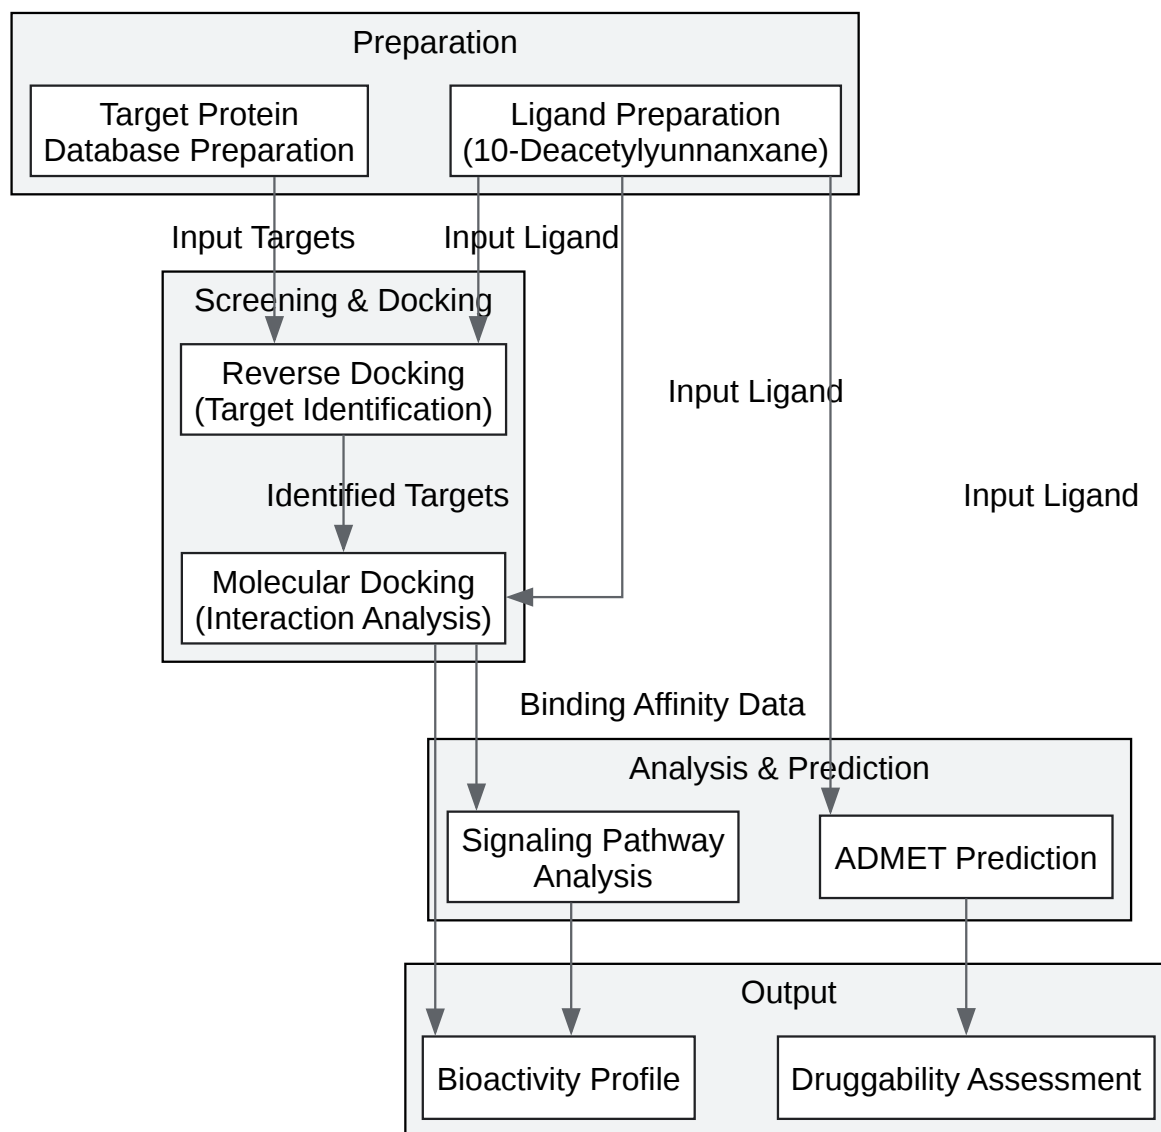 Preparation
Target Protein
Database Preparation
Ligand Preparation
(10-Deacetylyunnanxane)
Input Targets
Input Ligand
Screening & Docking
Reverse Docking
(Target Identification)
Input Ligand
Identified Targets
Input Ligand
Molecular Docking
(Interaction Analysis)
Binding Affinity Data
Analysis & Prediction
Signaling Pathway
Analysis
ADMET Prediction
Output
Bioactivity Profile
Druggability Assessment